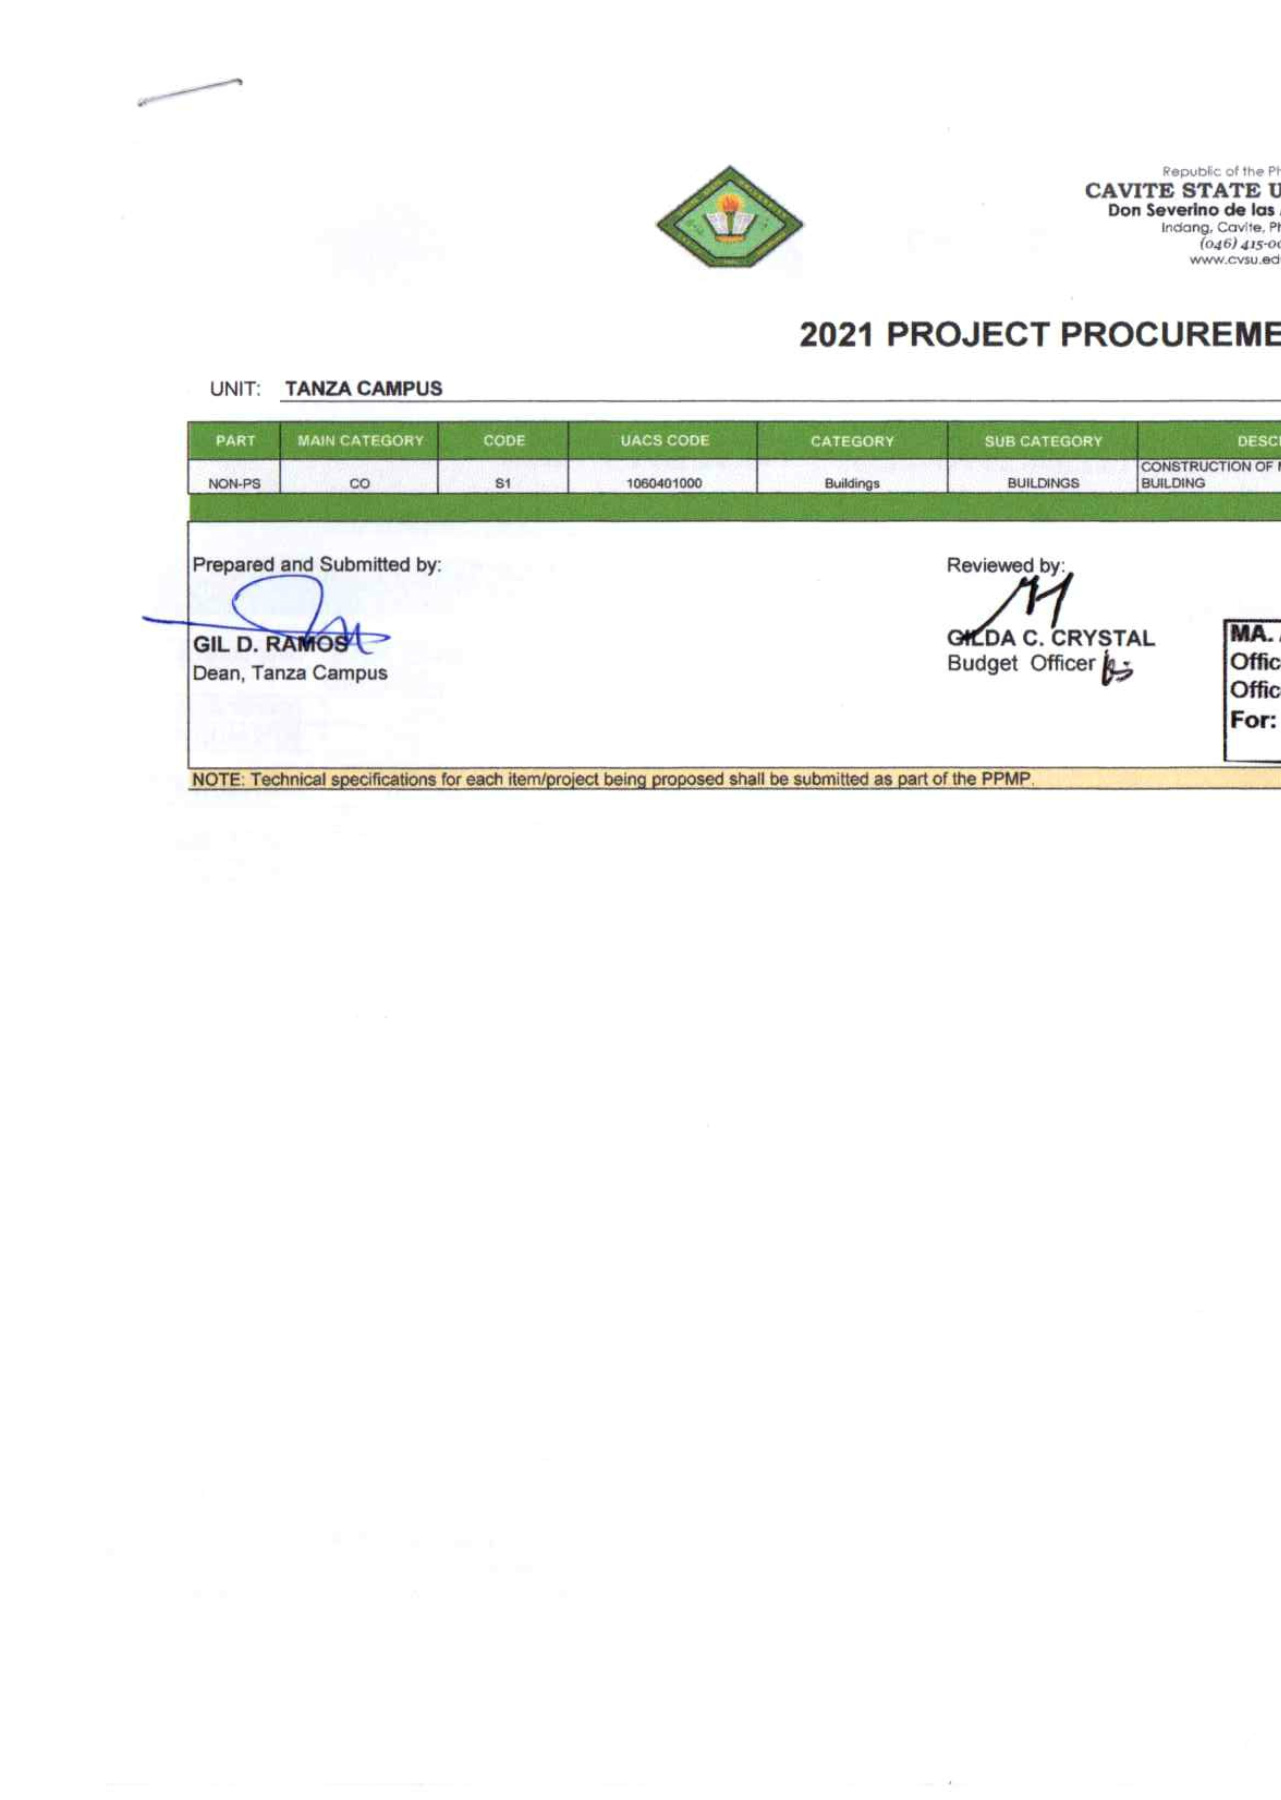 Republic of the Ph
CAVITE STATE U
Don Severino de las
Indang, Cavite, Ph
(046) 415-00
www.cvsu.ed
2021 PROJECT PROCUREME
UNIT: TANZA CAMPUS
PART MAIN CATEGORY CODE UACS CODE CATEGORY SUB CATEGORY DESC
NON-PS CO S1 1060401000 Buildings BUILDINGS CONSTRUCTION OF
BUILDING
Prepared and Submitted by: Reviewed by:
GIL D. RAMOS GILDA C. CRYSTAL MA.
Dean, Tanza Campus Budget Officer Offic
Offic
For:
NOTE: Technical specifications for each item/project being proposed shall be submitted as part of the PPMP.